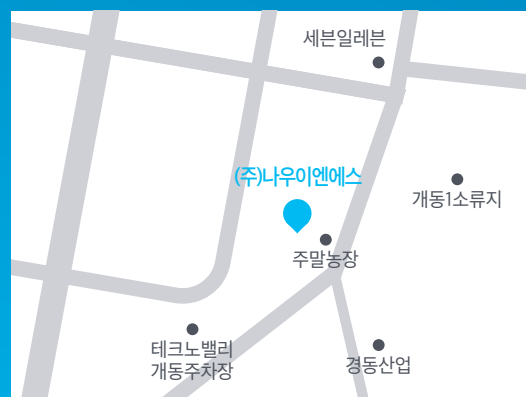 세븐일레븐
(주)나우이엔에스
개동1소류지
주말농장
테크노밸리
개동주차장
경동산업